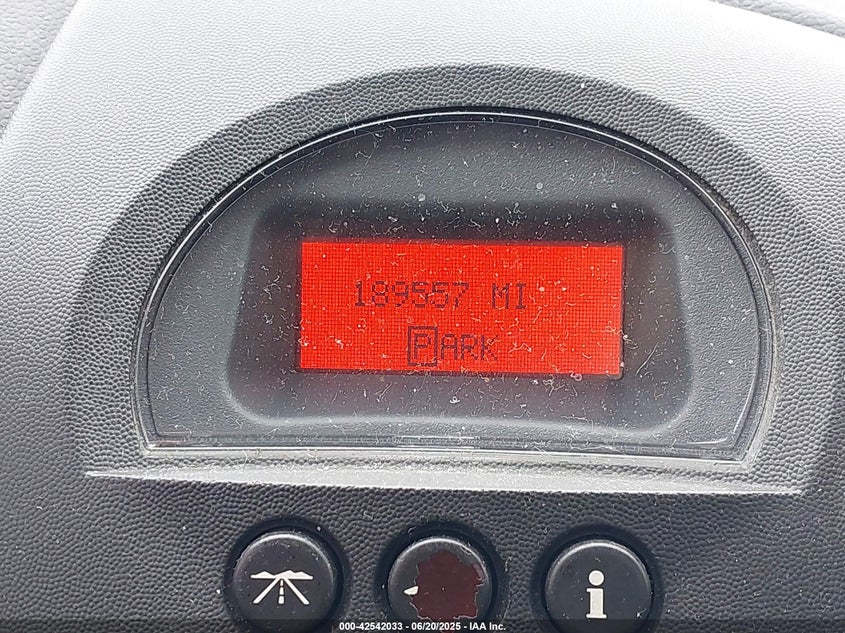 189557 MI
PARK
i
000-42542033 - 06/20/2025 - IAA Inc.